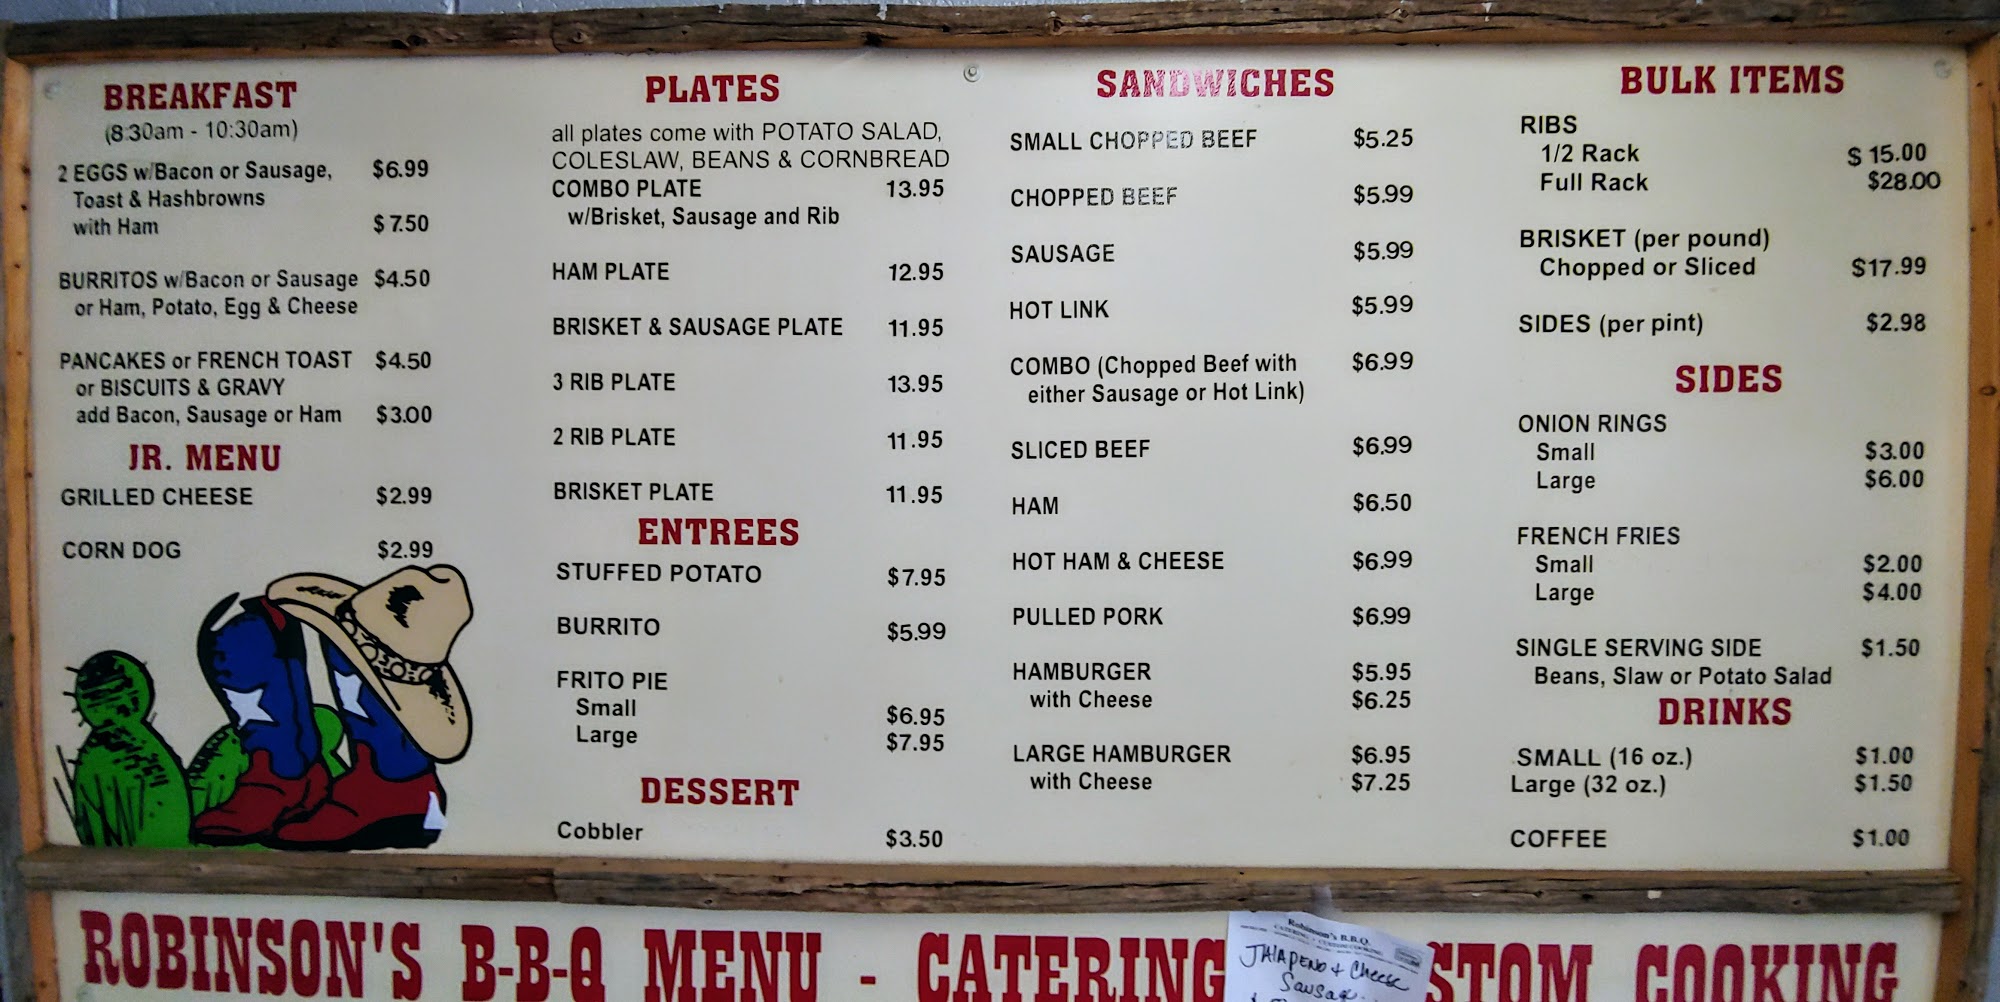 BREAKFAST
(8:30am - 10:30am)
2 EGGS w/Bacon or Sausage, $6.99
Toast & Hashbrowns
with Ham $7.50
BURRITOS w/Bacon or Sausage $4.50
or Ham, Potato, Egg & Cheese
PANCAKES or FRENCH TOAST $4.50
or BISCUITS & GRAVY
add Bacon, Sausage or Ham $3.00
JR. MENU
GRILLED CHEESE $2.99
CORN DOG $2.99
PLATES
all plates come with POTATO SALAD,
COLESLAW, BEANS & CORNBREAD
COMBO PLATE 13.95
w/Brisket, Sausage and Rib
HAM PLATE 12.95
BRISKET & SAUSAGE PLATE 11.95
3 RIB PLATE 13.95
2 RIB PLATE 11.95
BRISKET PLATE 11.95
ENTREES
STUFFED POTATO $7.95
BURRITO $5.99
FRITO PIE
Small $6.95
Large $7.95
DESSERT
Cobbler $3.50
SANDWICHES
SMALL CHOPPED BEEF $5.25
CHOPPED BEEF $5.99
SAUSAGE $5.99
HOT LINK $5.99
COMBO (Chopped Beef with $6.99
either Sausage or Hot Link)
SLICED BEEF $6.99
HAM $6.50
HOT HAM & CHEESE $6.99
PULLED PORK $6.99
HAMBURGER $5.95
with Cheese $6.25
LARGE HAMBURGER $6.95
with Cheese $7.25
BULK ITEMS
RIBS
1/2 Rack $ 15.00
Full Rack $28.00
BRISKET (per pound)
Chopped or Sliced $17.99
SIDES (per pint) $2.98
SIDES
ONION RINGS
Small $3.00
Large $6.00
FRENCH FRIES
Small $2.00
Large $4.00
SINGLE SERVING SIDE $1.50
Beans, Slaw or Potato Salad
DRINKS
SMALL (16 oz.) $1.00
Large (32 oz.) $1.50
COFFEE $1.00
ROBINSON'S B-B-Q MENU - CATERING STOM COOKING
Robinson's B.B.Q.
JALAPENO + Cheese
Sausage